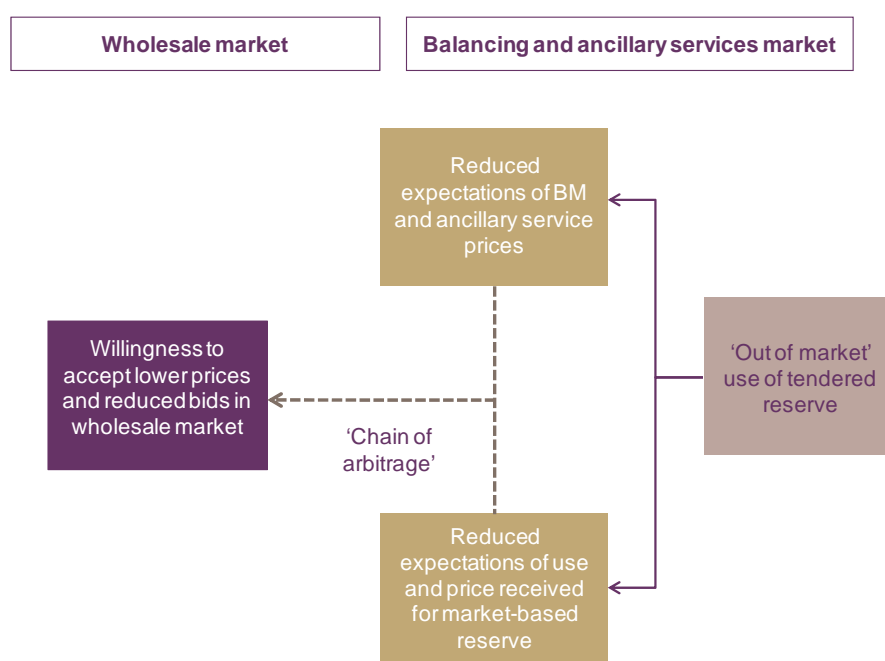 Wholesale market
Balancing and ancillary services market
Reduced
expectations of BM
and ancillary service
prices
Willingness to
accept lower prices
and reduced bids in
wholesale market
‘Out of market’
use of tendered
reserve
‘Chain of
arbitrage’
Reduced
expectations of use
and price received
for market-based
reserve